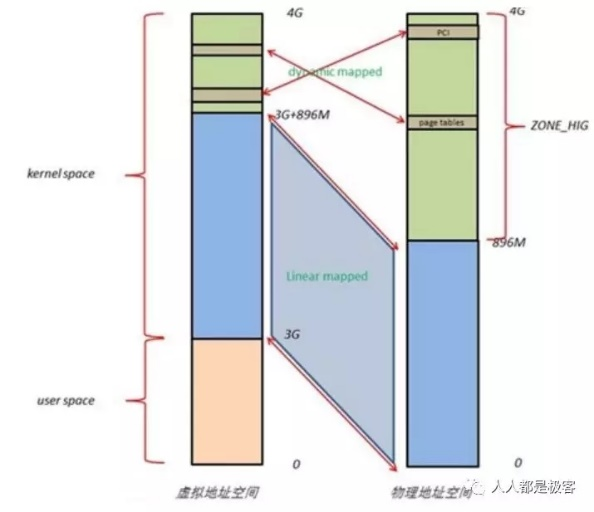 4G
4G
PCI
dynamic mapped
3G+896M
page tables
ZONE_HIG
kernel space
896M
Linear mapped
3G
user space
0
0
虚拟地址空间
物理地址空间
人人都是极客